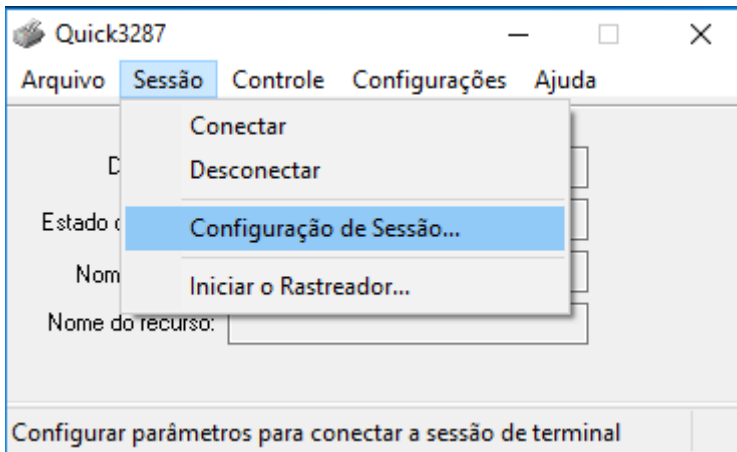 Quick3287
Arquivo Sessão Controle Configurações Ajuda
Conectar
Desconectar
Estado
Configuração de Sessão...
Iniciar o Rastreador...
Nome do recurso:
Configurar parâmetros para conectar a sessão de terminal